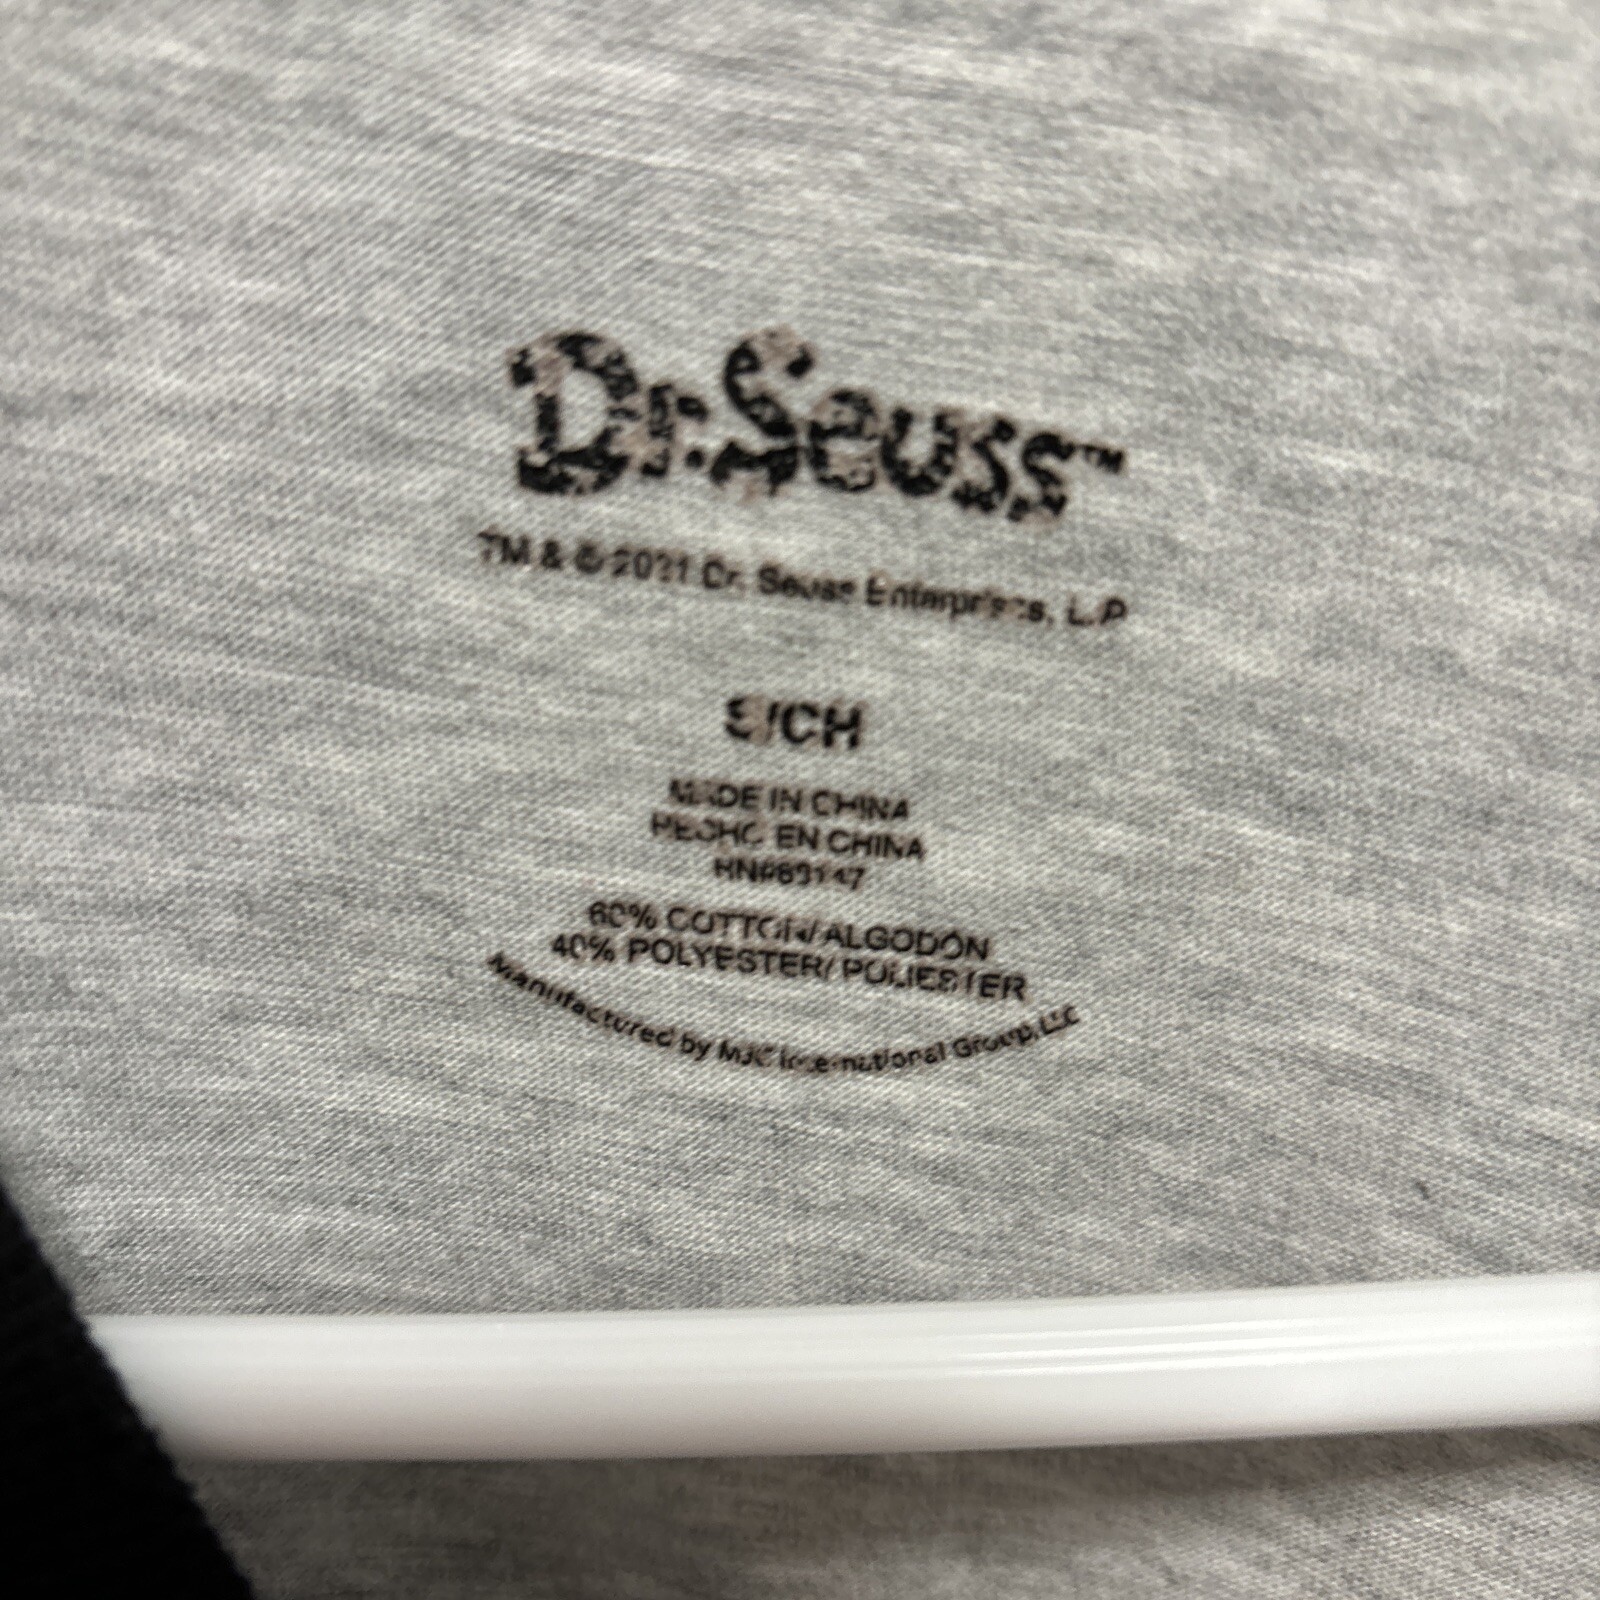 Dr. Seuss™
TM & © 2021 Dr. Seuss Enterprises, L.P
S/CH
MADE IN CHINA
HECHO EN CHINA
60% COTTON/ALGODÓN
40% POLYESTER/POLIESTER
Manufactured by MJC International Group, LLC